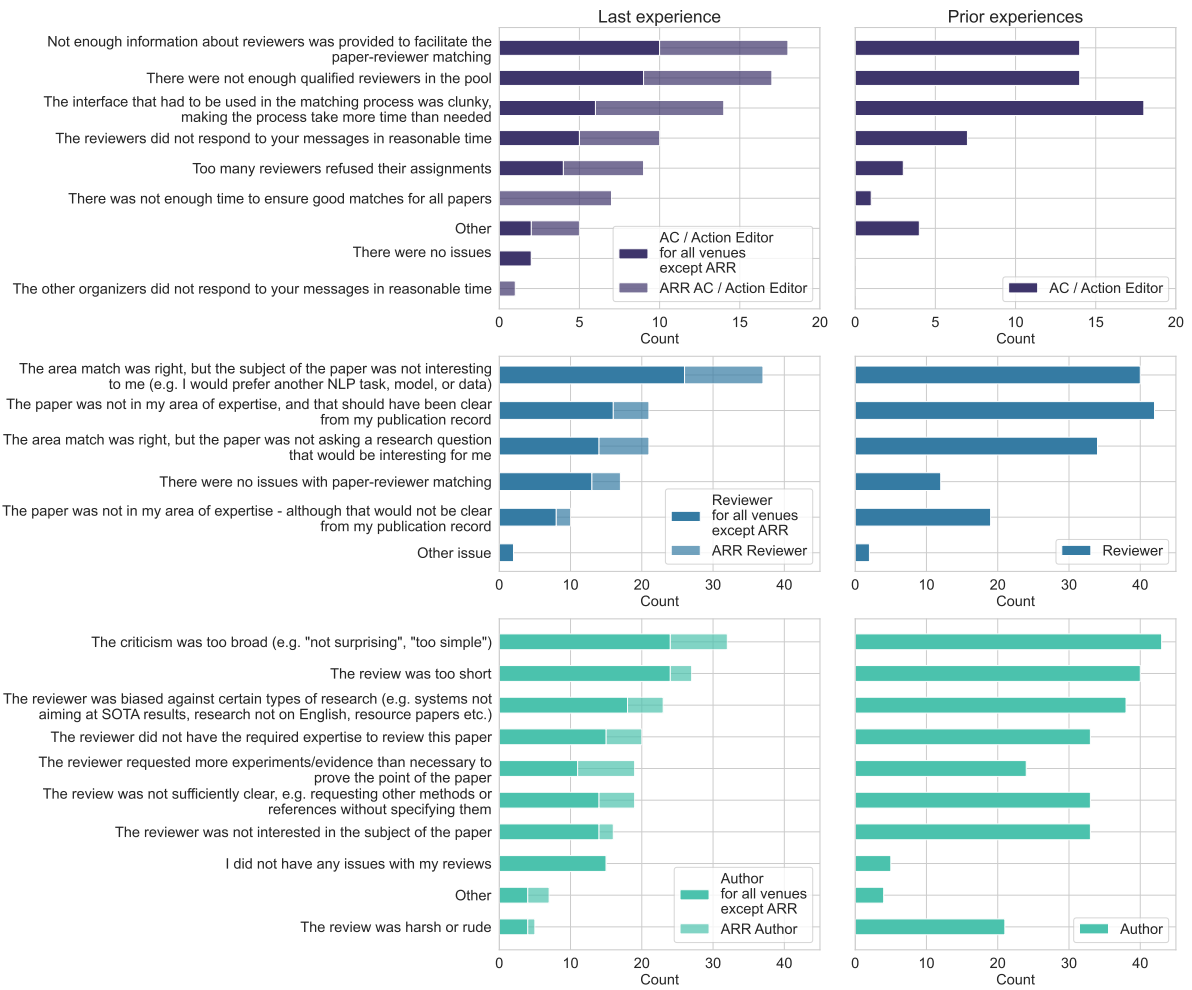 Last experience
Prior experiences
Not enough information about reviewers was provided to facilitate the
paper-reviewer matching
There were not enough qualified reviewers in the pool
The interface that had to be used in the matching process was clunky,
making the process take more time than needed
The reviewers did not respond to your messages in reasonable time
Too many reviewers refused their assignments
There was not enough time to ensure good matches for all papers
Other
There were no issues
The other organizers did not respond to your messages in reasonable time
AC / Action Editor
for all venues
except ARR
ARR AC / Action Editor
AC / Action Editor
0 5 10 15 20
0 5 10 15 20
Count
Count
The area match was right, but the subject of the paper was not interesting
to me (e.g. I would prefer another NLP task, model, or data)
The paper was not in my area of expertise, and that should have been clear
from my publication record
The area match was right, but the paper was not asking a research question
that would be interesting for me
There were no issues with paper-reviewer matching
The paper was not in my area of expertise - although that would not be clear
from my publication record
Other issue
Reviewer
for all venues
except ARR
ARR Reviewer
Reviewer
0 10 20 30 40
0 10 20 30 40
Count
Count
The criticism was too broad (e.g. "not surprising", "too simple")
The review was too short
The reviewer was biased against certain types of research (e.g. systems not
aiming at SOTA results, research not on English, resource papers etc.)
The reviewer did not have the required expertise to review this paper
The reviewer requested more experiments/evidence than necessary to
prove the point of the paper
The review was not sufficiently clear, e.g. requesting other methods or
references without specifying them
The reviewer was not interested in the subject of the paper
I did not have any issues with my reviews
Other
The review was harsh or rude
Author
for all venues
except ARR
ARR Author
Author
0 10 20 30 40
0 10 20 30 40
Count
Count